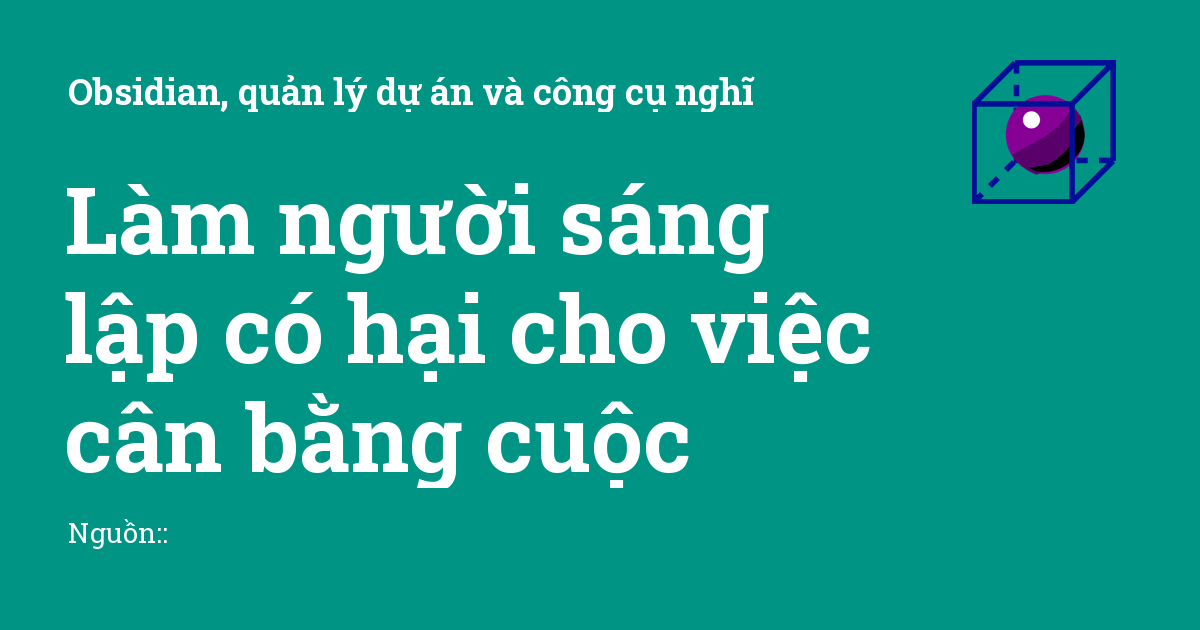 Obsidian, quản lý dự án và công cụ nghĩ
Làm người sáng
lập có hại cho việc
cân bằng cuộc
Nguồn::